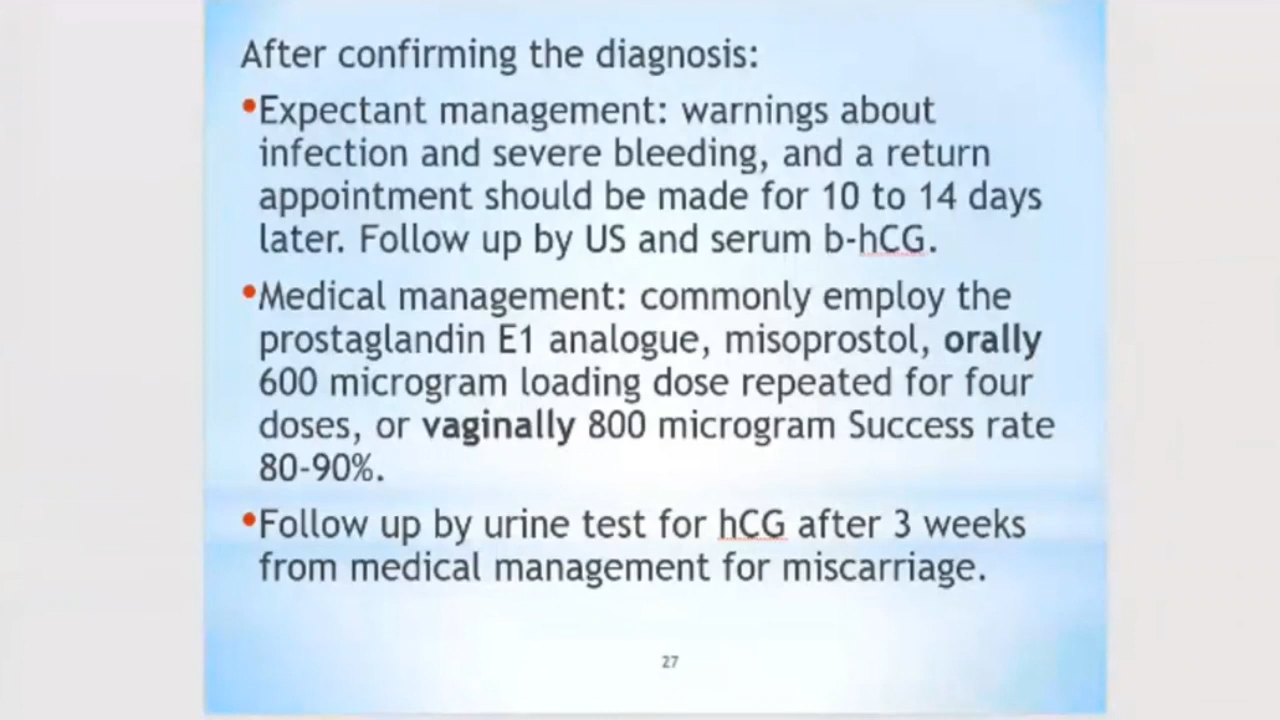 After confirming the diagnosis:
•Expectant management: warnings about
infection and severe bleeding, and a return
appointment should be made for 10 to 14 days
later. Follow up by US and serum b-hCG.
•Medical management: commonly employ the
prostaglandin E1 analogue, misoprostol, orally
600 microgram loading dose repeated for four
doses, or vaginally 800 microgram Success rate
80-90%.
•Follow up by urine test for hCG after 3 weeks
from medical management for miscarriage.
27